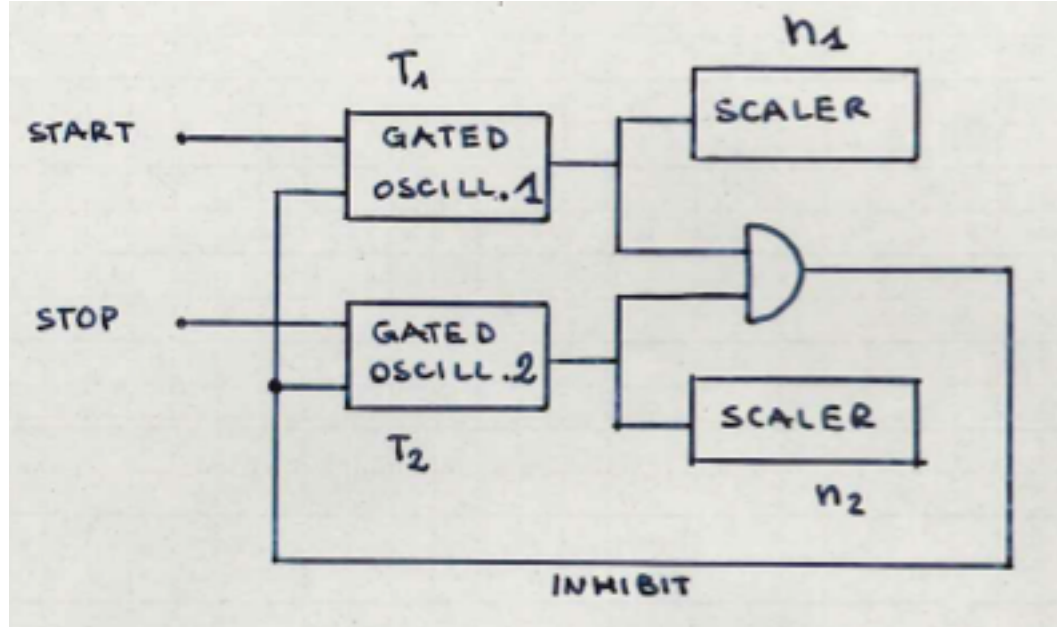 n1
T1
SCALER
START
GATED
OSCILL.1
STOP
GATED
OSCILL.2
SCALER
T2
n2
INHIBIT